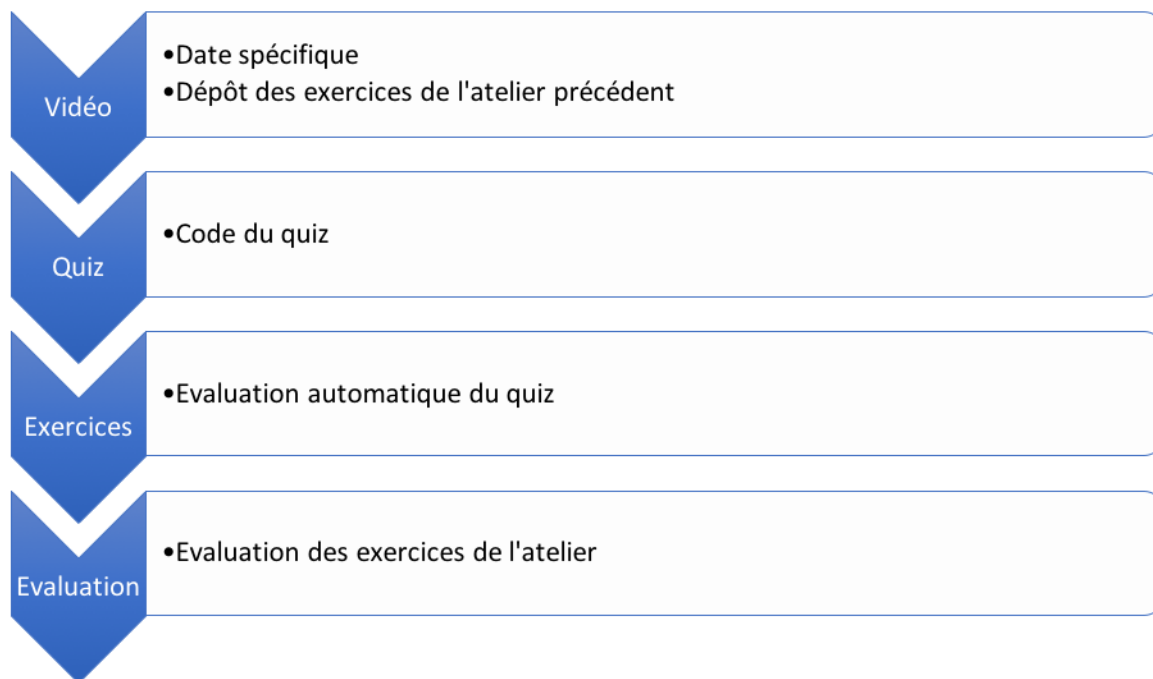 Vidéo
•Date spécifique
•Dépôt des exercices de l'atelier précédent
Quiz
•Code du quiz
Exercices
•Evaluation automatique du quiz
Evaluation
•Evaluation des exercices de l'atelier